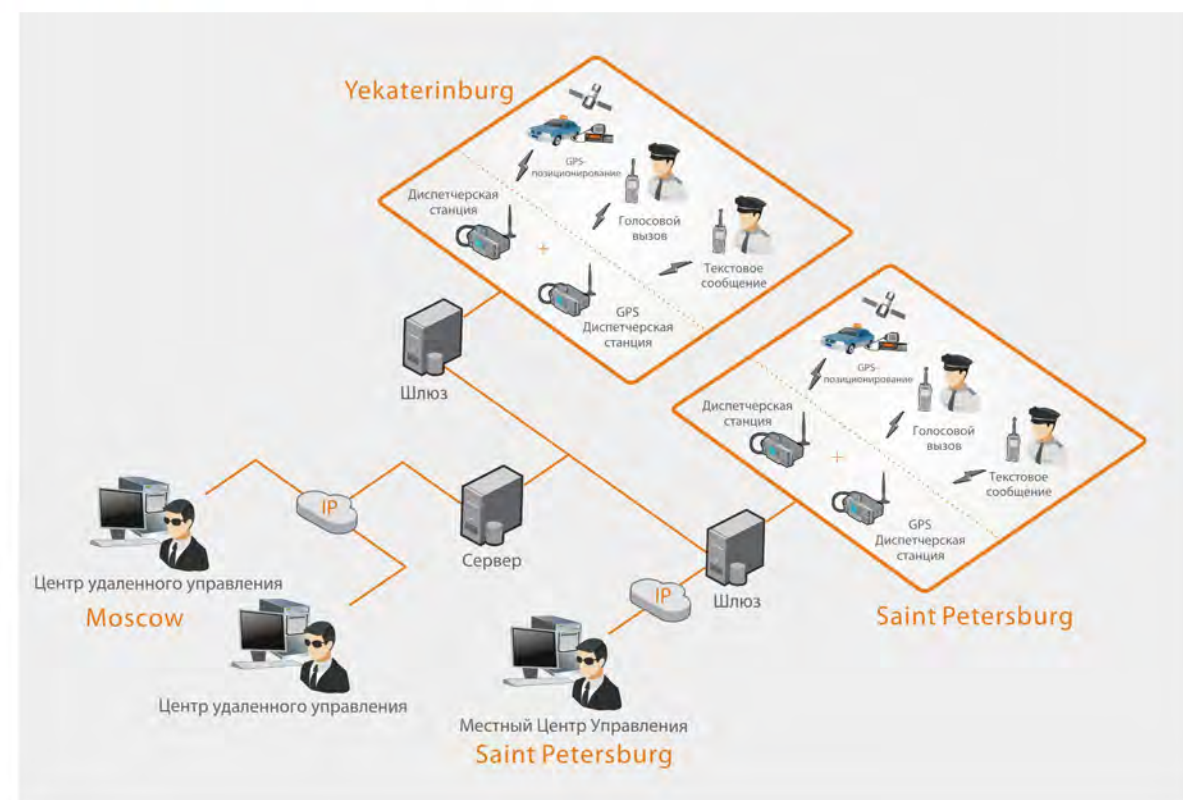 Yekaterinburg
GPS-
позиционирование
Диспетчерская
станция
Голосовой
вызов
+
Текстовое
сообщение
GPS
Диспетчерская
станция
Шлюз
GPS-
позиционирование
Диспетчерская
станция
Голосовой
вызов
+
Текстовое
сообщение
GPS
Диспетчерская
станция
Saint Petersburg
IP
Сервер
IP
Шлюз
Центр удаленного управления
Moscow
Центр удаленного управления
Местный Центр Управления
Saint Petersburg